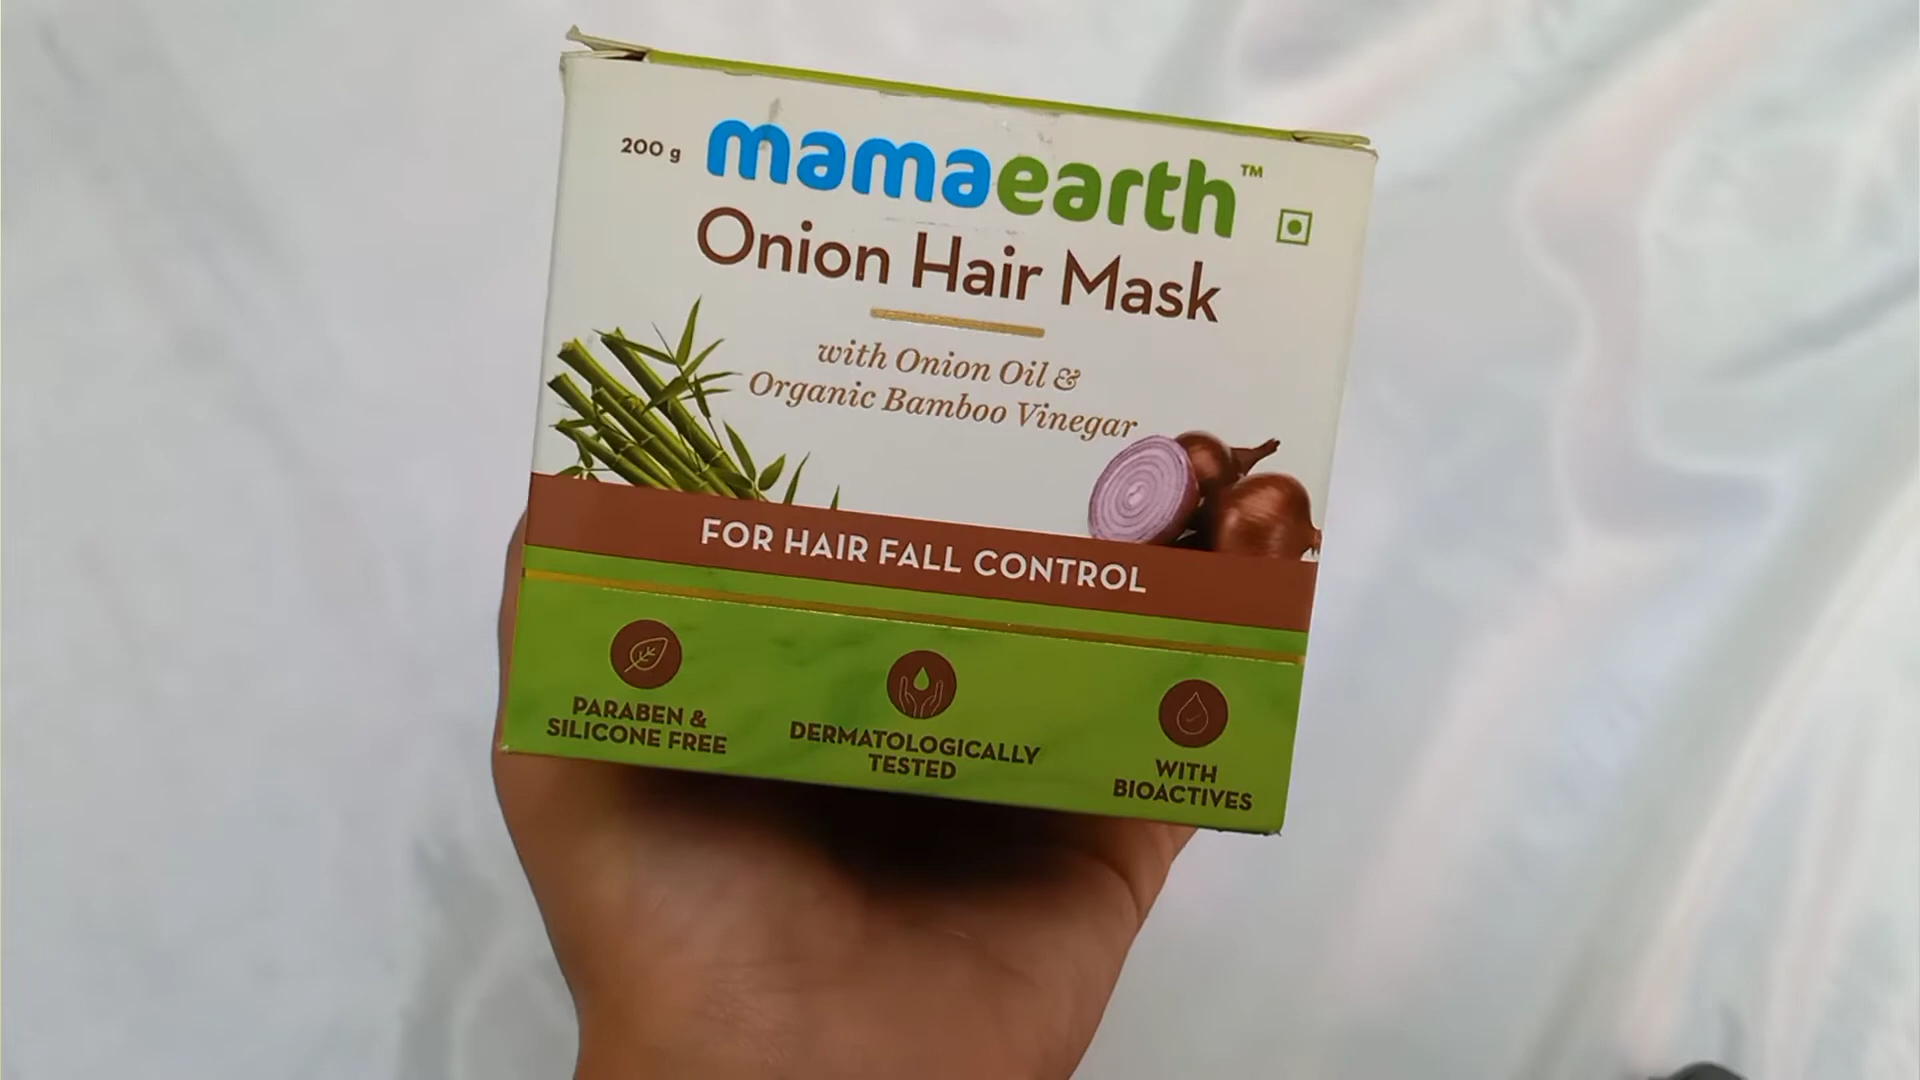 200 g
mamaearth™
Onion Hair Mask
with Onion Oil &
Organic Bamboo Vinegar
FOR HAIR FALL CONTROL
PARABEN &
SILICONE FREE
DERMATOLOGICALLY
TESTED
WITH
BIOACTIVES